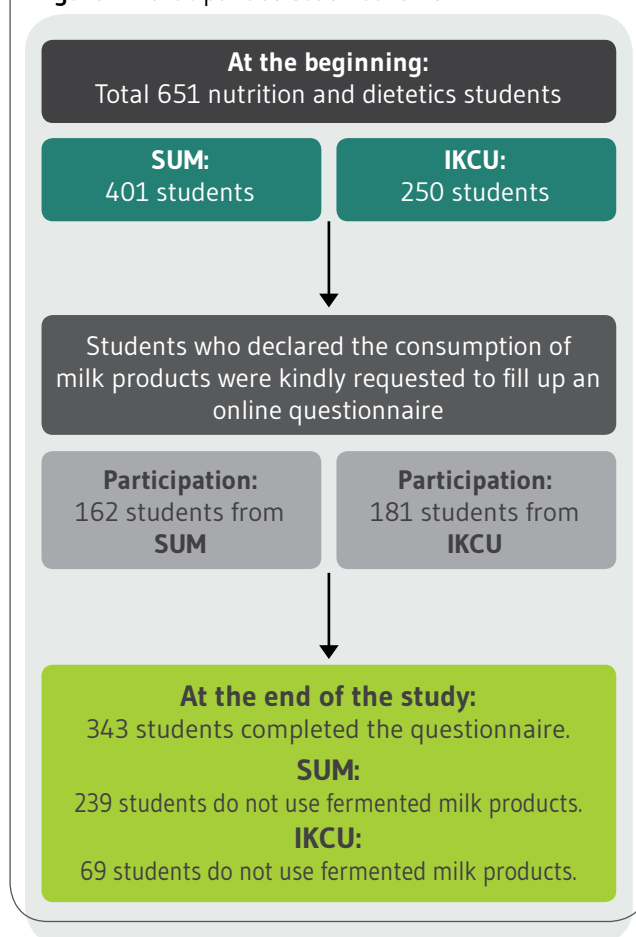 At the beginning:
Total 651 nutrition and dietetics students
SUM:
401 students
IKCU:
250 students
Students who declared the consumption of
milk products were kindly requested to fill up an
online questionnaire
Participation:
162 students from
SUM
Participation:
181 students from
IKCU
At the end of the study:
343 students completed the questionnaire.
SUM:
239 students do not use fermented milk products.
IKCU:
69 students do not use fermented milk products.